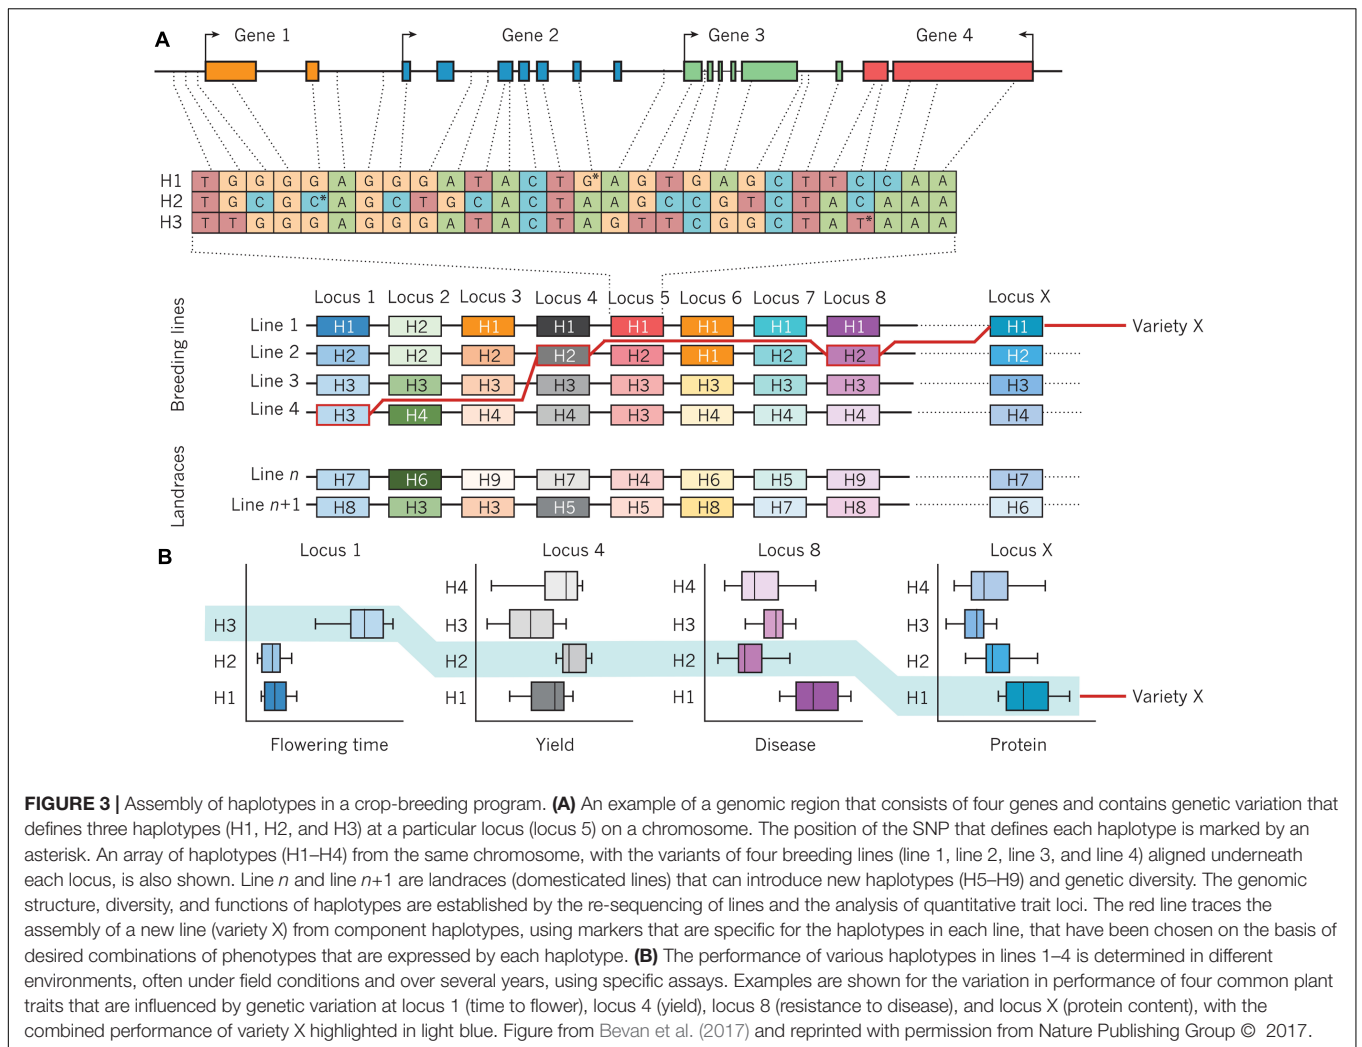 A
Gene 1 Gene 2 Gene 3 Gene 4
H1 T G G G G A G G G A T A C T G* A G T G A G C T T C C A A
H2 T G C G C* A G C T G C A C T A A G C C G T C T A C A A A
H3 T T G G G A G G G A T A C T A G T T C G G C T A T* A A A
Locus 1 Locus 2 Locus 3 Locus 4 Locus 5 Locus 6 Locus 7 Locus 8 Locus X
Breeding lines
Line 1 H1 H2 H1 H1 H1 H1 H1 H1 H1 Variety X
Line 2 H2 H2 H2 H2 H2 H1 H2 H2 H2
Line 3 H3 H3 H3 H3 H3 H3 H3 H3 H3
Line 4 H3 H4 H4 H4 H3 H4 H4 H4 H4
Landraces
Line n H7 H6 H9 H7 H4 H6 H5 H9 H7
Line n+1 H8 H3 H3 H5 H5 H8 H7 H8 H6
B
Locus 1 Locus 4 Locus 8 Locus X
H4 H4 H4
H3 H3 H3 H3
H2 H2 H2 H2
H1 H1 H1 H1 Variety X
Flowering time Yield Disease Protein
FIGURE 3 | Assembly of haplotypes in a crop-breeding program. (A) An example of a genomic region that consists of four genes and contains genetic variation that
defines three haplotypes (H1, H2, and H3) at a particular locus (locus 5) on a chromosome. The position of the SNP that defines each haplotype is marked by an
asterisk. An array of haplotypes (H1–H4) from the same chromosome, with the variants of four breeding lines (line 1, line 2, line 3, and line 4) aligned underneath
each locus, is also shown. Line n and line n+1 are landraces (domesticated lines) that can introduce new haplotypes (H5–H9) and genetic diversity. The genomic
structure, diversity, and functions of haplotypes are established by the re-sequencing of lines and the analysis of quantitative trait loci. The red line traces the
assembly of a new line (variety X) from component haplotypes, using markers that are specific for the haplotypes in each line, that have been chosen on the basis of
desired combinations of phenotypes that are expressed by each haplotype. (B) The performance of various haplotypes in lines 1–4 is determined in different
environments, often under field conditions and over several years, using specific assays. Examples are shown for the variation in performance of four common plant
traits that are influenced by genetic variation at locus 1 (time to flower), locus 4 (yield), locus 8 (resistance to disease), and locus X (protein content), with the
combined performance of variety X highlighted in light blue. Figure from Bevan et al. (2017) and reprinted with permission from Nature Publishing Group © 2017.